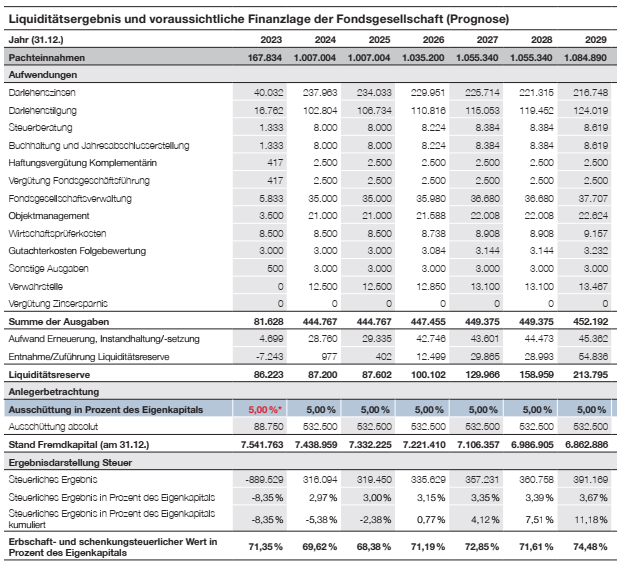 Liquiditätsergebnis und voraussichtliche Finanzlage der Fondsgesellschaft (Prognose)
Jahr (31.12.) 2023 2024 2025 2026 2027 2028 2029
Pachteinnahmen 167.834 1.007.004 1.007.004 1.035.200 1.055.340 1.055.340 1.084.890
Aufwendungen
Darlehenszinsen 40.032 237.963 234.033 229.951 225.714 221.315 216.748
Darlehenstilgung 16.762 102.804 106.734 110.816 115.053 119.452 124.019
Steuerberatung 1.333 8.000 8.000 8.224 8.384 8.384 8.619
Buchhaltung und Jahresabschlusserstellung 1.333 8.000 8.000 8.224 8.384 8.384 8.619
Haftungsvergütung Komplementärin 417 2.500 2.500 2.500 2.500 2.500 2.500
Vergütung Fondsgeschäftsführung 417 2.500 2.500 2.500 2.500 2.500 2.500
Fondsgesellschaftsverwaltung 5.833 35.000 35.000 35.980 36.680 36.680 37.707
Objektmanagement 3.500 21.000 21.000 21.588 22.008 22.008 22.624
Wirtschaftsprüferkosten 8.500 8.500 8.500 8.738 8.908 8.908 9.157
Gutachterkosten Folgebewertung 3.000 3.000 3.000 3.084 3.144 3.144 3.232
Sonstige Ausgaben 500 3.000 3.000 3.000 3.000 3.000 3.000
Verwahrstelle 0 12.500 12.500 12.850 13.100 13.100 13.467
Vergütung Zinsersparnis 0 0 0 0 0 0 0
Summe der Ausgaben 81.628 444.767 444.767 447.455 449.375 449.375 452.192
Aufwand Erneuerung, Instandhaltung/-setzung 4.699 28.760 29.335 42.746 43.601 44.473 45.362
Entnahme/Zuführung Liquiditätsreserve -7.243 977 402 12.499 29.865 28.993 54.836
Liquiditätsreserve 86.223 87.200 87.602 100.102 129.966 158.959 213.795
Anlegerbetrachtung
Ausschüttung in Prozent des Eigenkapitals 5,00 %* 5,00 % 5,00 % 5,00 % 5,00 % 5,00 % 5,00 %
Ausschüttung absolut 88.750 532.500 532.500 532.500 532.500 532.500 532.500
Stand Fremdkapital (am 31.12.) 7.541.763 7.438.959 7.332.225 7.221.410 7.106.357 6.986.905 6.862.886
Ergebnisdarstellung Steuer
Steuerliches Ergebnis -889.529 316.094 319.450 335.629 357.231 360.758 391.169
Steuerliches Ergebnis in Prozent des Eigenkapitals -8,35 % 2,97 % 3,00 % 3,15 % 3,35 % 3,39 % 3,67 %
Steuerliches Ergebnis in Prozent des Eigenkapitals
kumuliert -8,35 % -5,38 % -2,38 % 0,77 % 4,12 % 7,51 % 11,18 %
Erbschaft- und schenkungsteuerlicher Wert in
Prozent des Eigenkapitals 71,35 % 69,62 % 68,38 % 71,19 % 72,85 % 71,61 % 74,48 %